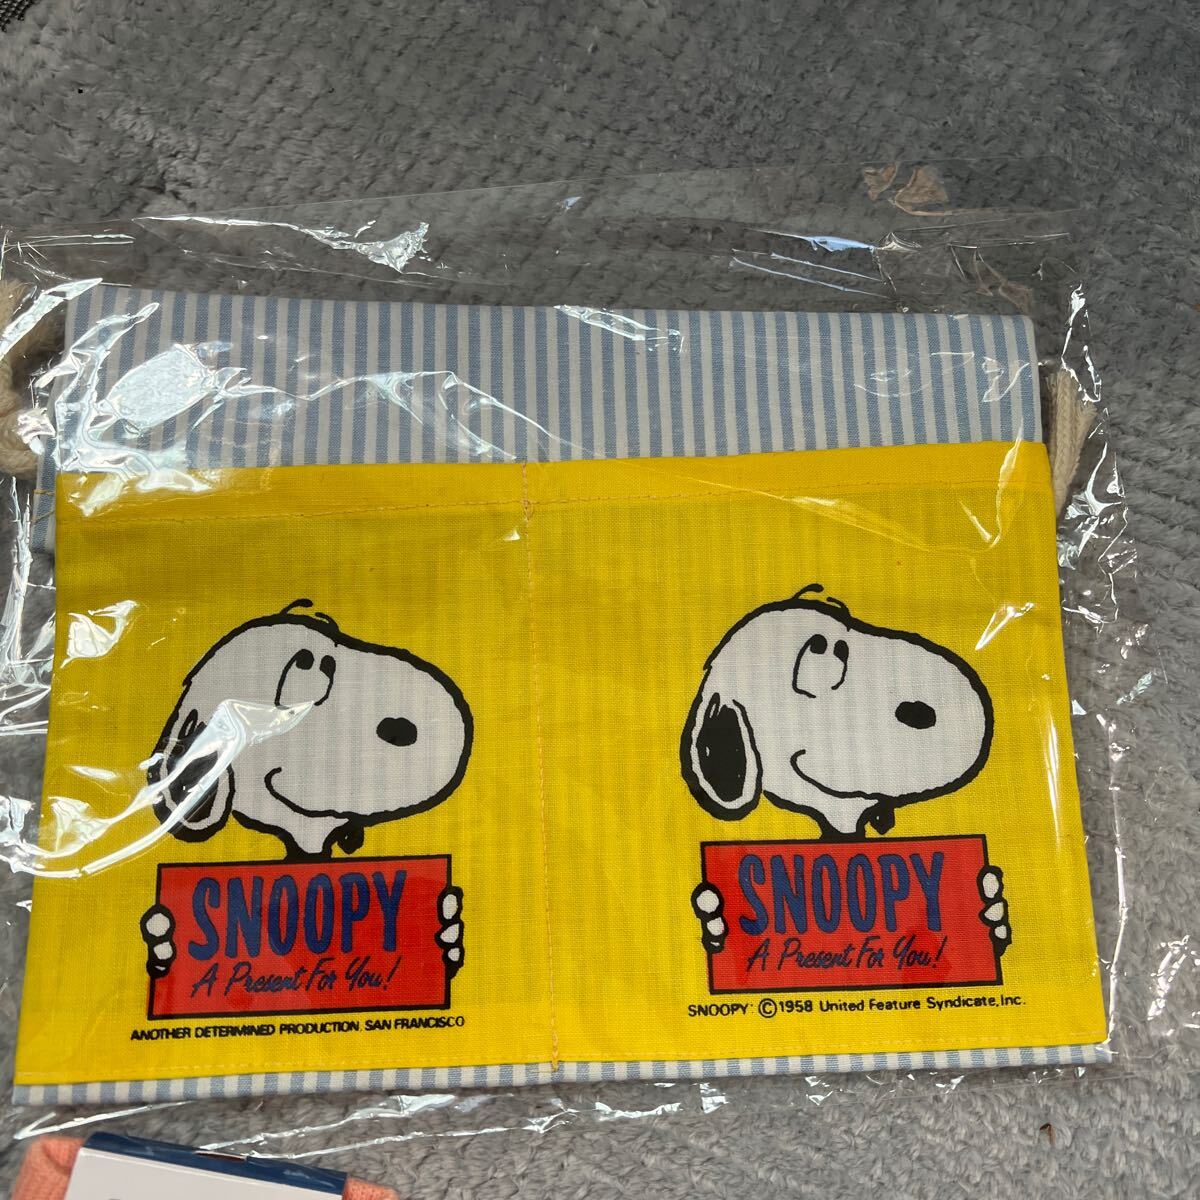 SNOOPY
A Present For You!
ANOTHER DETERMINED PRODUCTION, SAN FRANCISCO
SNOOPY
A Present For You!
SNOOPY: ©1958 United Feature Syndicate, Inc.